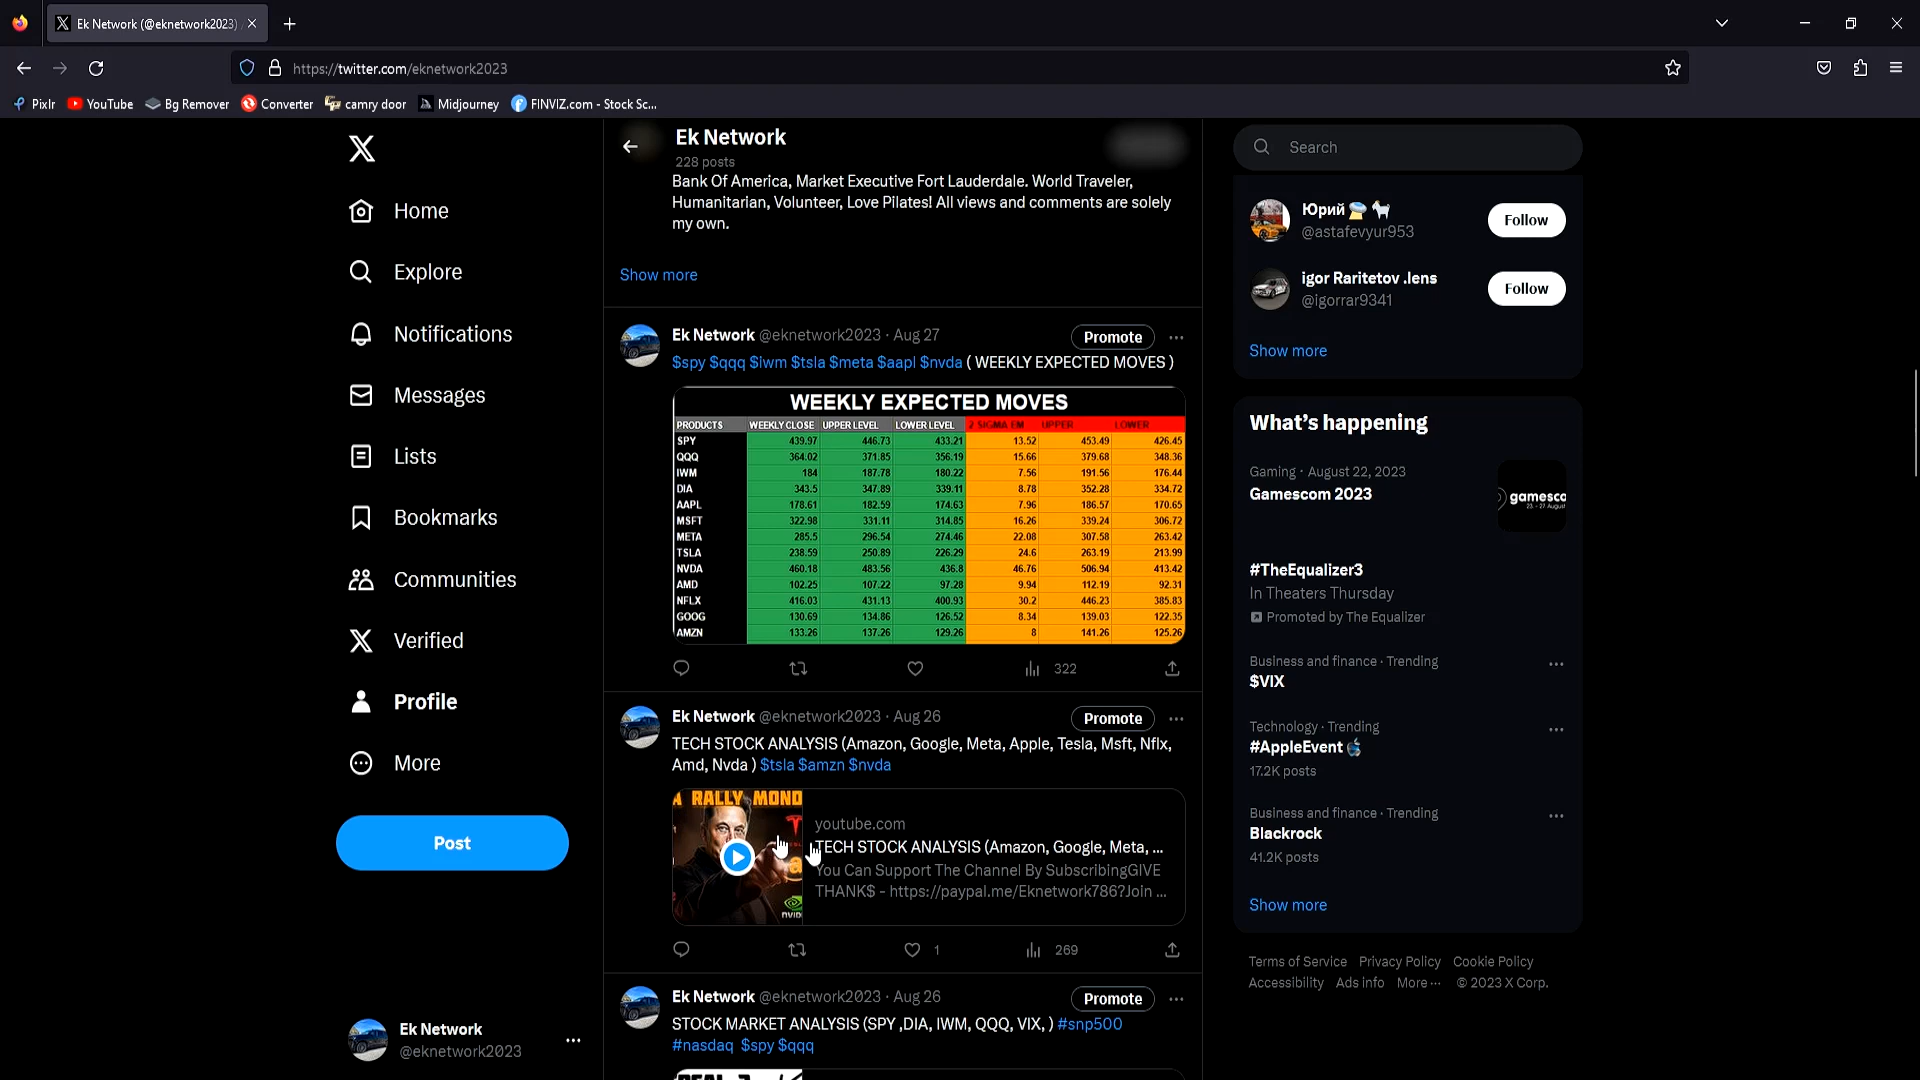 Ek Network (@eknetwork2023)
https://twitter.com/eknetwork2023
Pixlr YouTube Bg Remover Converter camry door Midjourney FINVIZ.com - Stock Sc...
X
Home
Explore
Notifications
Messages
Lists
Bookmarks
Communities
Verified
Profile
More
Post
Ek Network
@eknetwork2023
Ek Network
228 posts
Bank Of America, Market Executive Fort Lauderdale. World Traveler,
Humanitarian, Volunteer, Love Pilates! All views and comments are solely
my own.
Show more
Ek Network @eknetwork2023 · Aug 27
Promote
$spy $qqq $iwm $tsla $meta $aapl $nvda ( WEEKLY EXPECTED MOVES )
WEEKLY EXPECTED MOVES
PRODUCTS WEEKLY CLOSE UPPER LEVEL LOWER LEVEL 2 SIGMA EM UPPER LOWER
SPY 439.97 446.73 433.21 13.52 453.49 426.45
QQQ 364.02 371.85 356.19 15.66 379.68 348.36
IWM 184 187.78 180.22 7.56 191.56 176.44
DIA 343.5 347.89 339.11 8.78 352.28 334.72
AAPL 178.61 182.59 174.63 7.96 186.57 170.65
MSFT 322.98 331.11 314.85 16.26 339.24 306.72
META 285.5 296.54 274.46 22.08 307.58 263.42
TSLA 238.59 250.89 226.29 24.6 263.19 213.99
NVDA 460.18 483.56 436.8 46.76 506.94 413.42
AMD 102.25 107.22 97.28 9.94 112.19 92.31
NFLX 416.03 431.13 400.93 30.2 446.23 385.83
GOOG 130.69 134.86 126.52 8.34 139.03 122.35
AMZN 133.26 137.26 129.26 8 141.26 125.26
322
Ek Network @eknetwork2023 · Aug 26
Promote
TECH STOCK ANALYSIS (Amazon, Google, Meta, Apple, Tesla, Msft, Nflx,
Amd, Nvda ) $tsla $amzn $nvda
A RALLY MOND
youtube.com
TECH STOCK ANALYSIS (Amazon, Google, Meta, ...
You Can Support The Channel By SubscribingGIVE
THANK$ - https://paypal.me/Eknetwork786?Join ...
1 269
Ek Network @eknetwork2023 · Aug 26
Promote
STOCK MARKET ANALYSIS (SPY ,DIA, IWM, QQQ, VIX, ) #snp500
#nasdaq $spy $qqq
Search
Юрий
@astafevyur953
Follow
igor Raritetov .lens
@igorrar9341
Follow
Show more
What's happening
Gaming · August 22, 2023
Gamescom 2023
gamesco
#TheEqualizer3
In Theaters Thursday
Promoted by The Equalizer
Business and finance · Trending
$VIX
Technology · Trending
#AppleEvent
17.2K posts
Business and finance · Trending
Blackrock
41.2K posts
Show more
Terms of Service Privacy Policy Cookie Policy
Accessibility Ads info More ··· © 2023 X Corp.